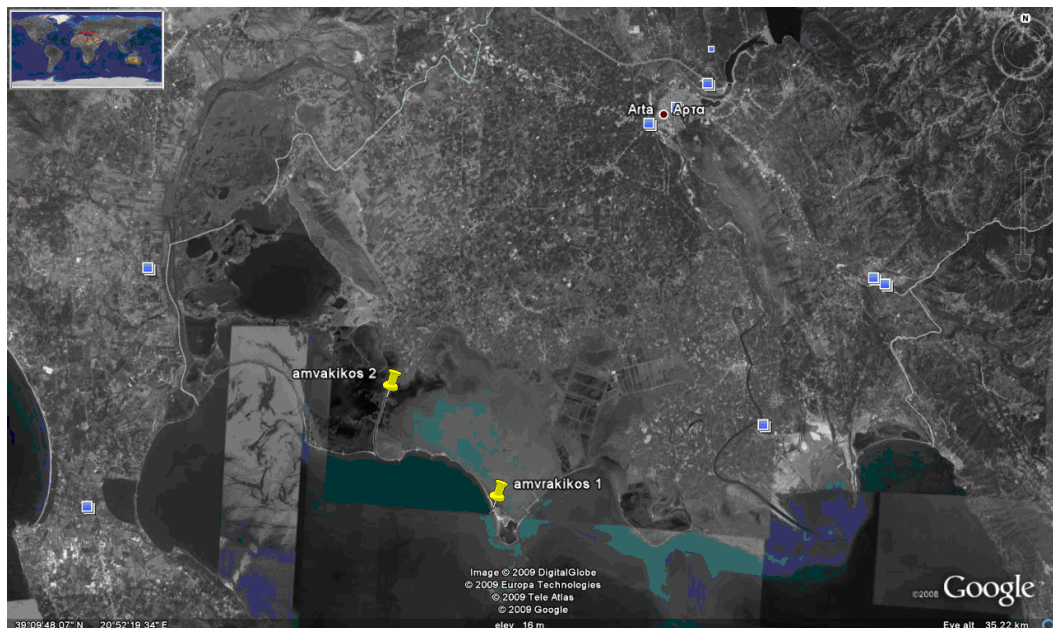 N
Arta Άρτα
amvakikos 2
amvrakikos 1
Image © 2009 DigitalGlobe
© 2009 Europa Technologies
© 2009 Tele Atlas
© 2009 Google
©2008 Google
39°09'48.07" N 20°52'19.34" E
elev 16 m
Eye alt 35.22 km